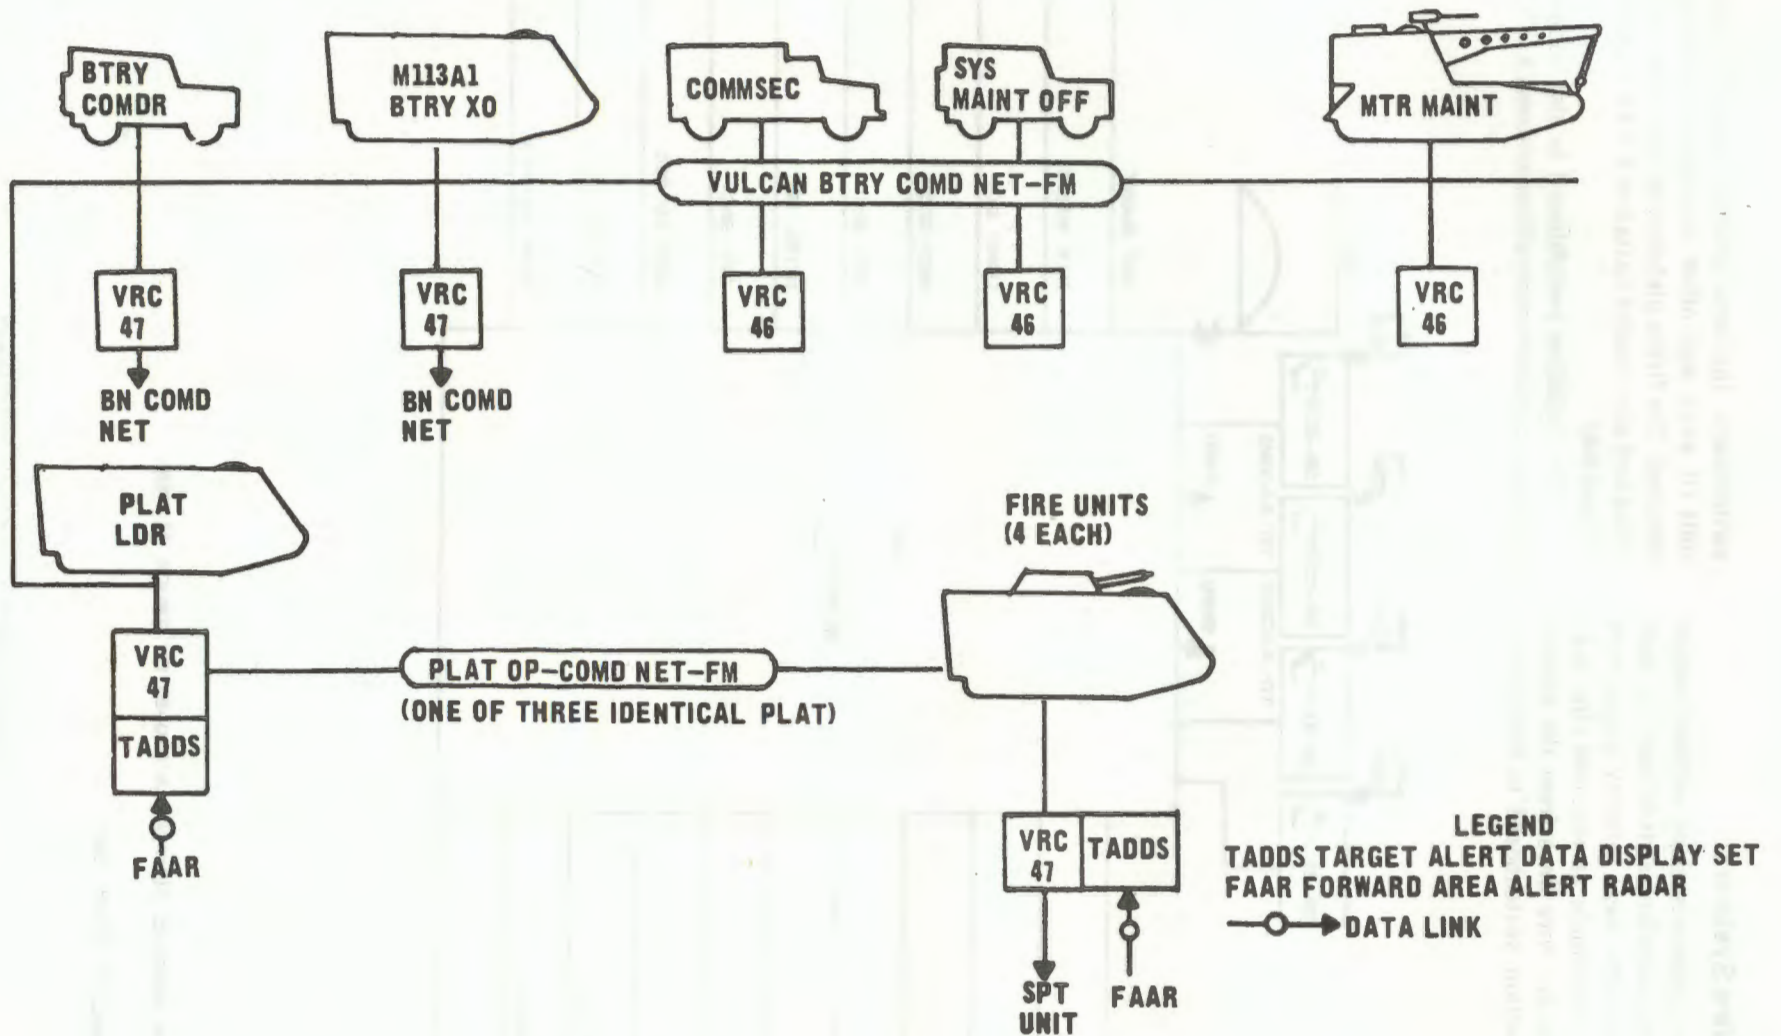 BTRY
COMDR
M113A1
BTRY XO
COMMSEC
SYS
MAINT OFF
MTR MAINT
VULCAN BTRY COMD NET-FM
VRC
47
VRC
47
VRC
46
VRC
46
VRC
46
BN COMD
NET
BN COMD
NET
PLAT
LDR
FIRE UNITS
(4 EACH)
VRC
47
TADDS
PLAT OP-COMD NET-FM
(ONE OF THREE IDENTICAL PLAT)
FAAR
VRC
47
TADDS
SPT
UNIT
FAAR
LEGEND
TADDS TARGET ALERT DATA DISPLAY SET
FAAR FORWARD AREA ALERT RADAR
DATA LINK